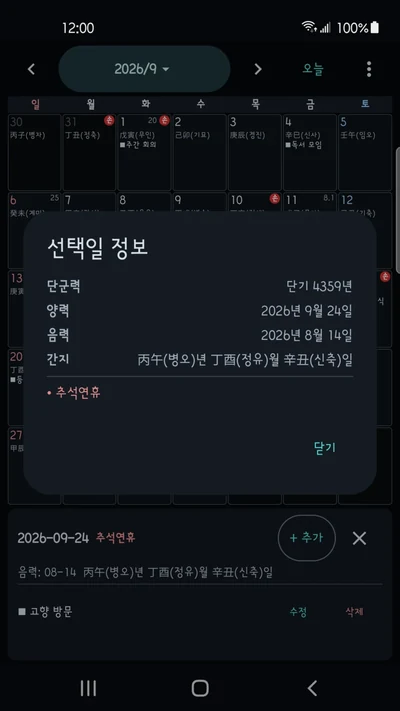 12:00
100%
2026/9
오늘
일 월 화 수 목 금 토
30 31 손 1 20 손 2 3 4 5
丙子(병자) 丁丑(정축) 戊寅(무인) 己卯(기묘) 庚辰(경진) 辛巳(신사) 壬午(임오)
■주간 회의 ■독서 모임
6 25 7 8 9 10 손 11 8.1 12
癸未
선택일 정보
13 손
단군력 단기 4359년
양력 2026년 9월 24일
음력 2026년 8월 14일
20
간지 丙午(병오)년 丁酉(정유)월 辛丑(신축)일
• 추석연휴
27
甲辰
닫기
2026-09-24 추석연휴 + 추가
음력: 08-14 丙午(병오)년 丁酉(정유)월 辛丑(신축)일
■ 고향 방문 수정 삭제